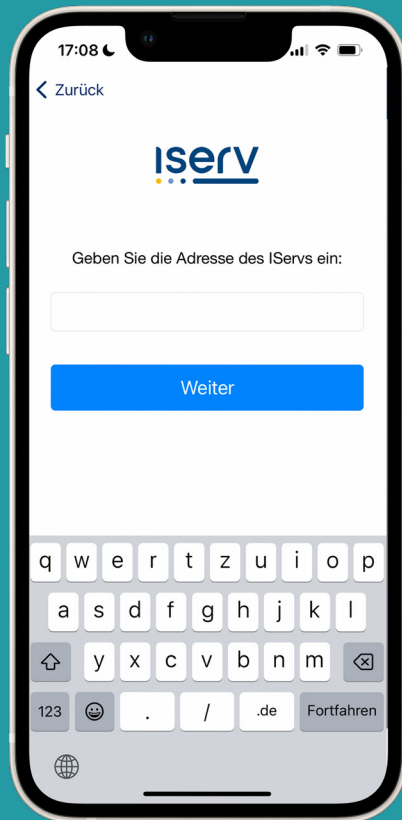 17:08
Zurück
IServ
Geben Sie die Adresse des IServs ein:
Weiter
q w e r t z u i o p
a s d f g h j k l
y x c v b n m
123 . / .de Fortfahren